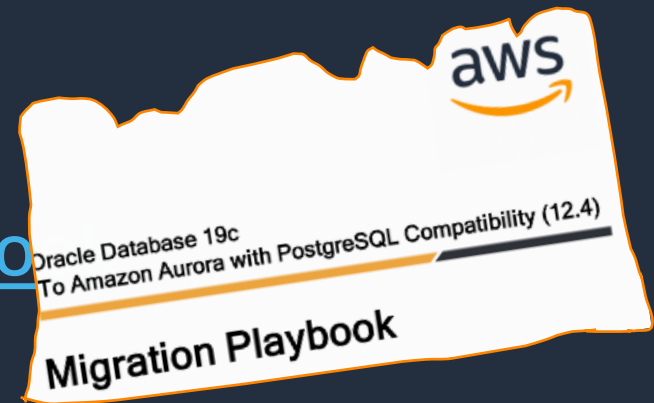 aws
Oracle Database 19c
To Amazon Aurora with PostgreSQL Compatibility (12.4)
Migration Playbook